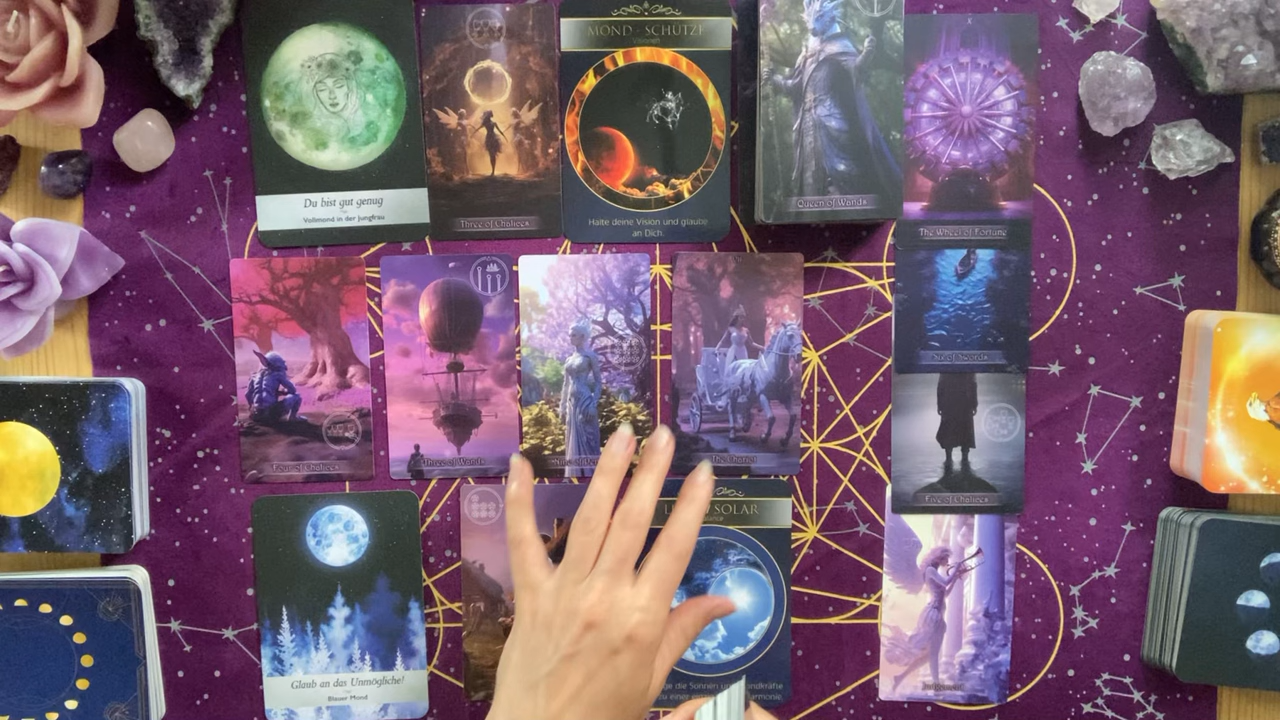 Du bist gut genug
Vollmond in der Jungfrau
Three of Chalices
MOND - SCHÜTZE
Halte deine Vision und glaube
an Dich.
Queen of Wands
X
The Wheel of Fortune
Six of Swords
Five of Chalices
Four of Chalices
Three of Wands
The Chariot
Glaub an das Unmögliche!
Blauer Mond
SOLAR
die Sonnen